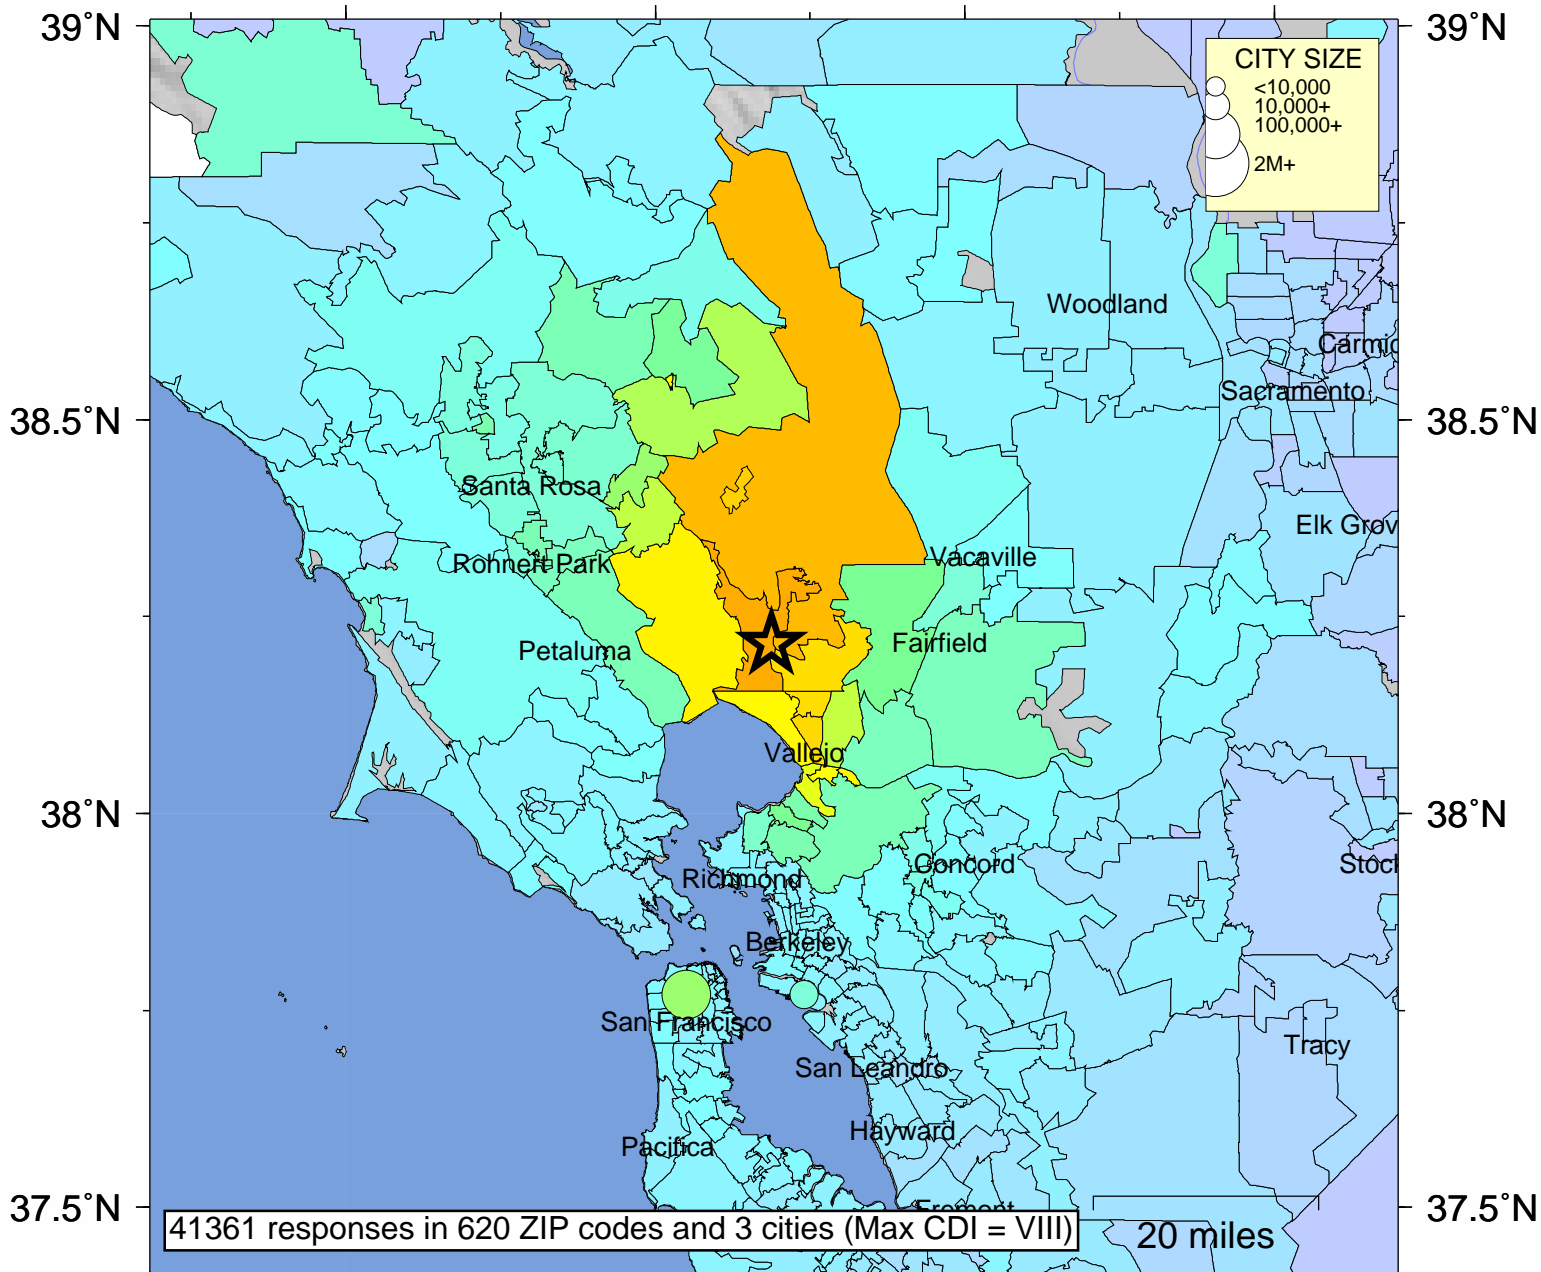 39°N
39°N
CITY SIZE
<10,000
10,000+
100,000+
2M+
Woodland
Carmic
Sacramento
38.5°N
38.5°N
Santa Rosa
Elk Grov
Vacaville
Rohnert Park
Fairfield
Petaluma
Vallejo
38°N
38°N
Concord
Stock
Richmond
Berkeley
San Francisco
Tracy
San Leandro
Hayward
Pacifica
37.5°N
37.5°N
Fremont
41361 responses in 620 ZIP codes and 3 cities (Max CDI = VIII)
20 miles